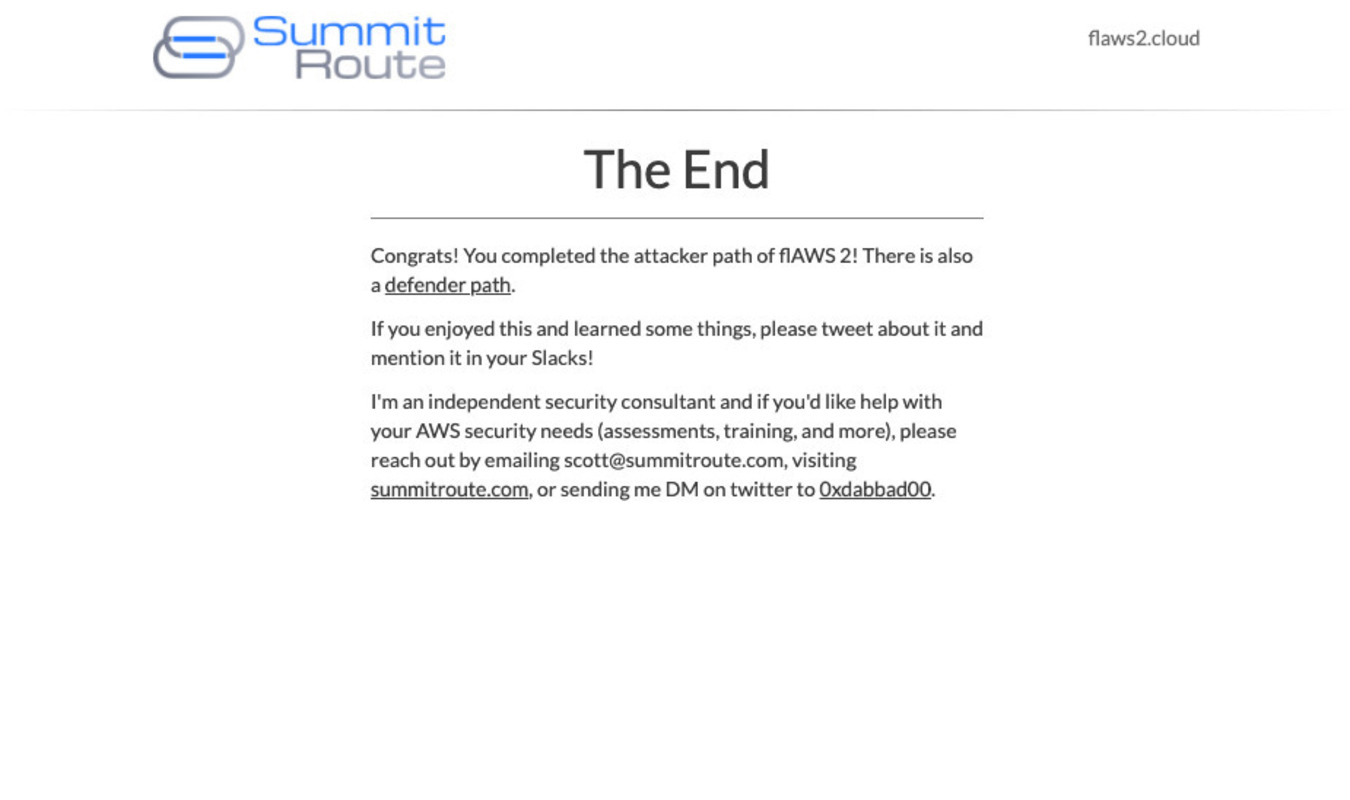 Summit
Route
flaws2.cloud
The End
Congrats! You completed the attacker path of flAWS 2! There is also
a defender path.
If you enjoyed this and learned some things, please tweet about it and
mention it in your Slacks!
I'm an independent security consultant and if you'd like help with
your AWS security needs (assessments, training, and more), please
reach out by emailing scott@summitroute.com, visiting
summitroute.com, or sending me DM on twitter to 0xdabbad00.